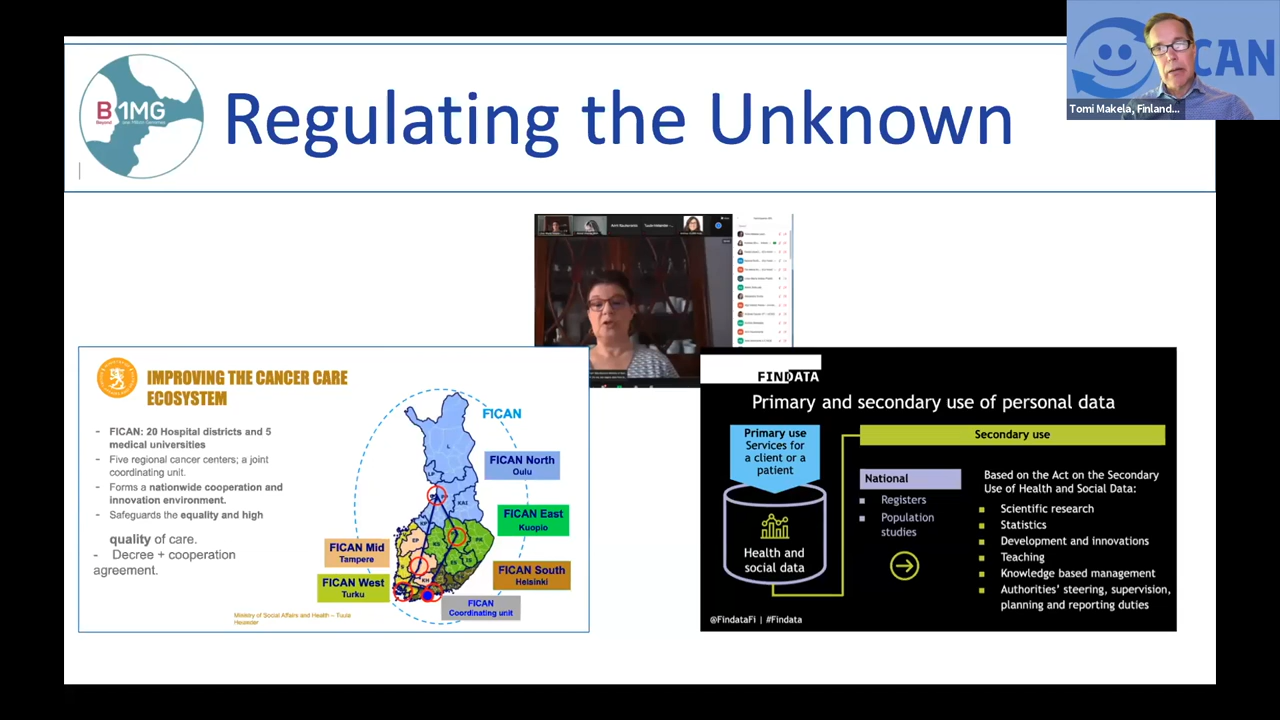 B1MG
Regulating the Unknown
CAN
Tomi Makela, Finland...
IMPROVING THE CANCER CARE
ECOSYSTEM
- FICAN: 20 Hospital districts and 5
medical universities
- Five regional cancer centers; a joint
coordinating unit.
- Forms a nationwide cooperation and
innovation environment.
- Safeguards the equality and high
quality of care.
- Decree + cooperation
agreement.
FICAN
FICAN North
Oulu
FICAN East
Kuopio
FICAN Mid
Tampere
FICAN South
Helsinki
FICAN West
Turku
FICAN
Coordinating unit
Ministry of Social Affairs and Health – Tuula
FINDATA
Primary and secondary use of personal data
Primary use
Services for
a client or a
patient
Health and
social data
Secondary use
National
Registers
Population
studies
Based on the Act on the Secondary
Use of Health and Social Data:
Scientific research
Statistics
Development and innovations
Teaching
Knowledge based management
Authorities’ steering, supervision,
planning and reporting duties
@FindataFi | #Findata